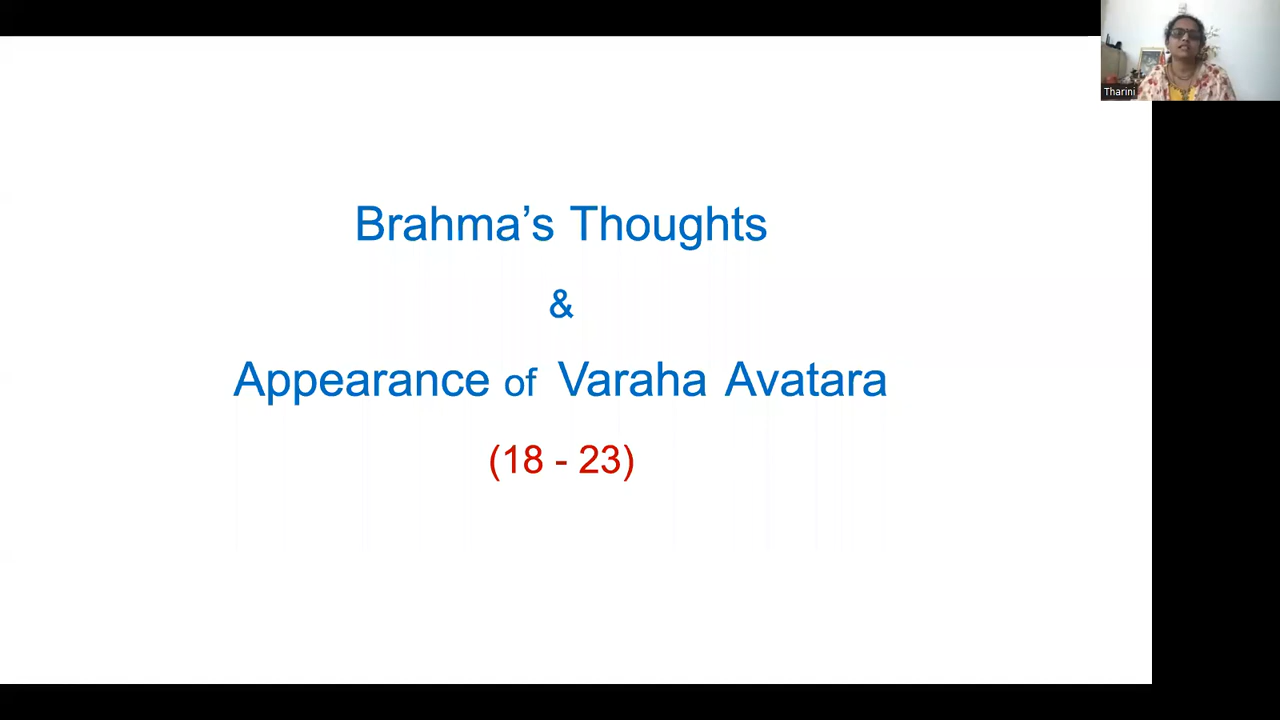 Tharini
Brahma’s Thoughts
&
Appearance of Varaha Avatara
(18 - 23)